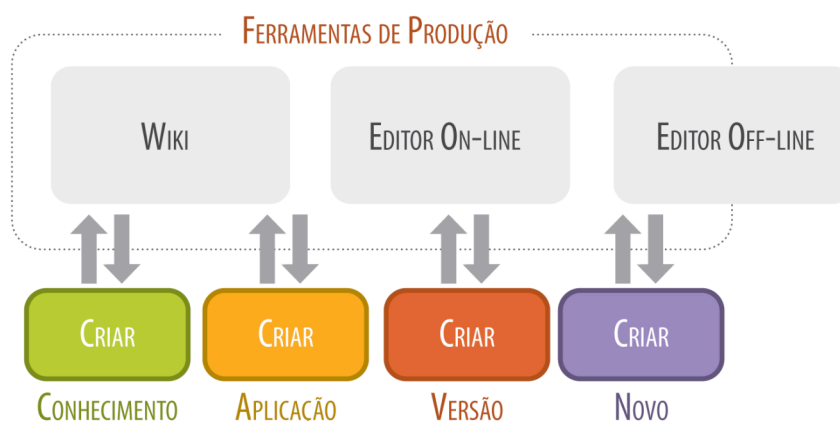 Ferramentas de Produção
Wiki
Editor On-line
Editor Off-line
Criar
Criar
Criar
Criar
Conhecimento
Aplicação
Versão
Novo